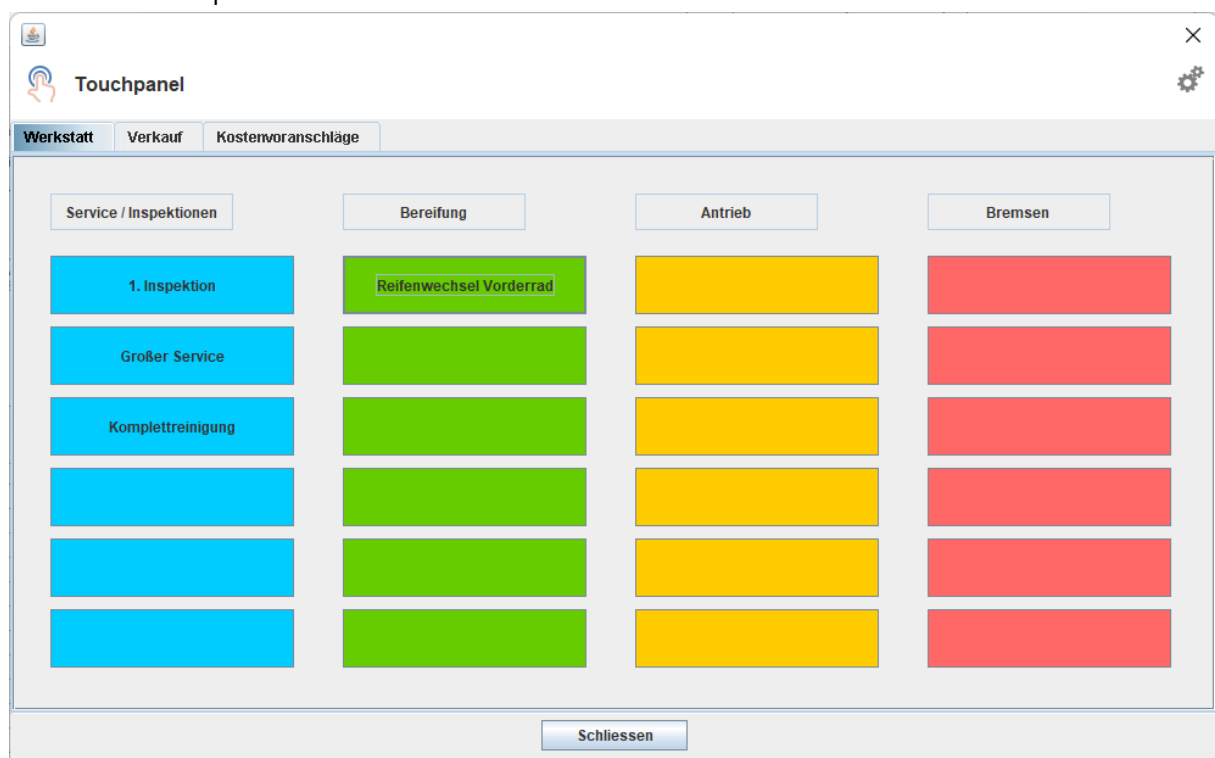 Touchpanel
Werkstatt Verkauf Kostenvoranschläge
Service / Inspektionen Bereifung Antrieb Bremsen
1. Inspektion Reifenwechsel Vorderrad
Großer Service
Komplettreinigung
Schliessen